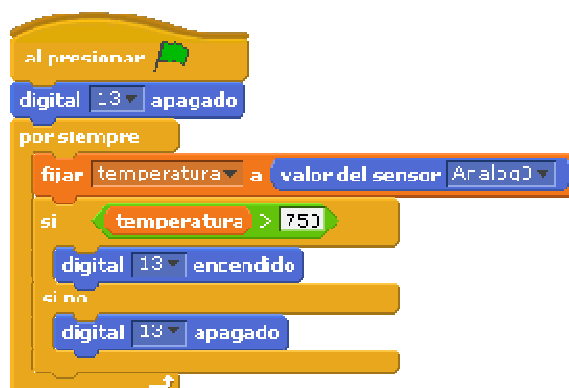 al presionar
digital 13 apagado
por siempre
fijar temperatura a valor del sensor Analog0
si temperatura > 750
digital 13 encendido
si no
digital 13 apagado